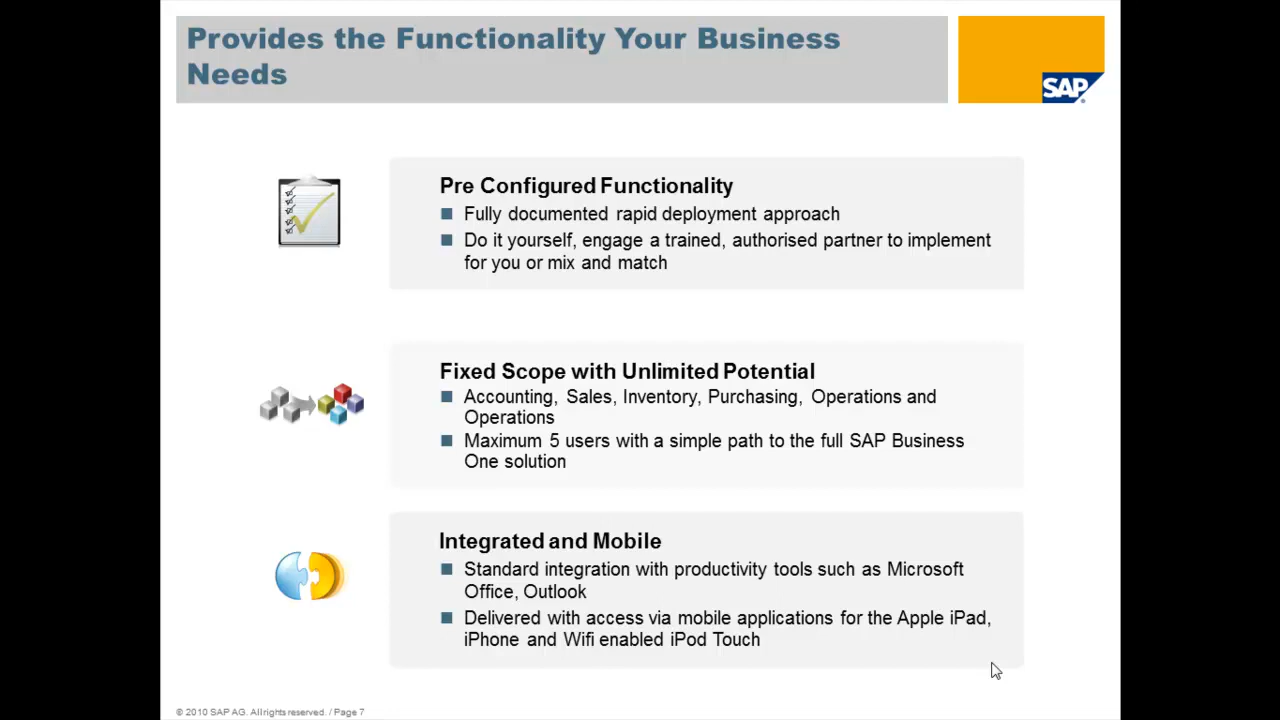 Provides the Functionality Your Business
Needs
SAP
Pre Configured Functionality
Fully documented rapid deployment approach
Do it yourself, engage a trained, authorised partner to implement
for you or mix and match
Fixed Scope with Unlimited Potential
Accounting, Sales, Inventory, Purchasing, Operations and
Operations
Maximum 5 users with a simple path to the full SAP Business
One solution
Integrated and Mobile
Standard integration with productivity tools such as Microsoft
Office, Outlook
Delivered with access via mobile applications for the Apple iPad,
iPhone and Wifi enabled iPod Touch
© 2010 SAP AG. All rights reserved. / Page 7